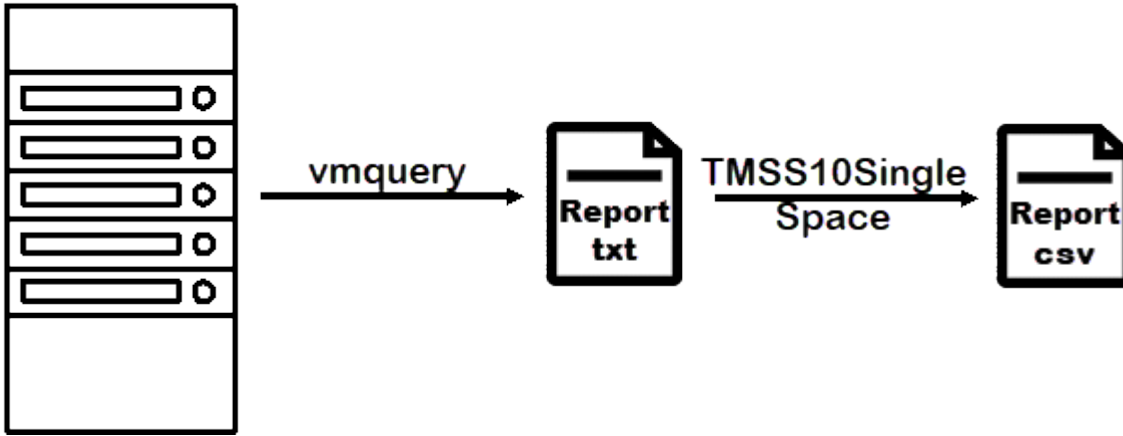 vmquery
Report
txt
TMSS10Single
Space
Report
csv